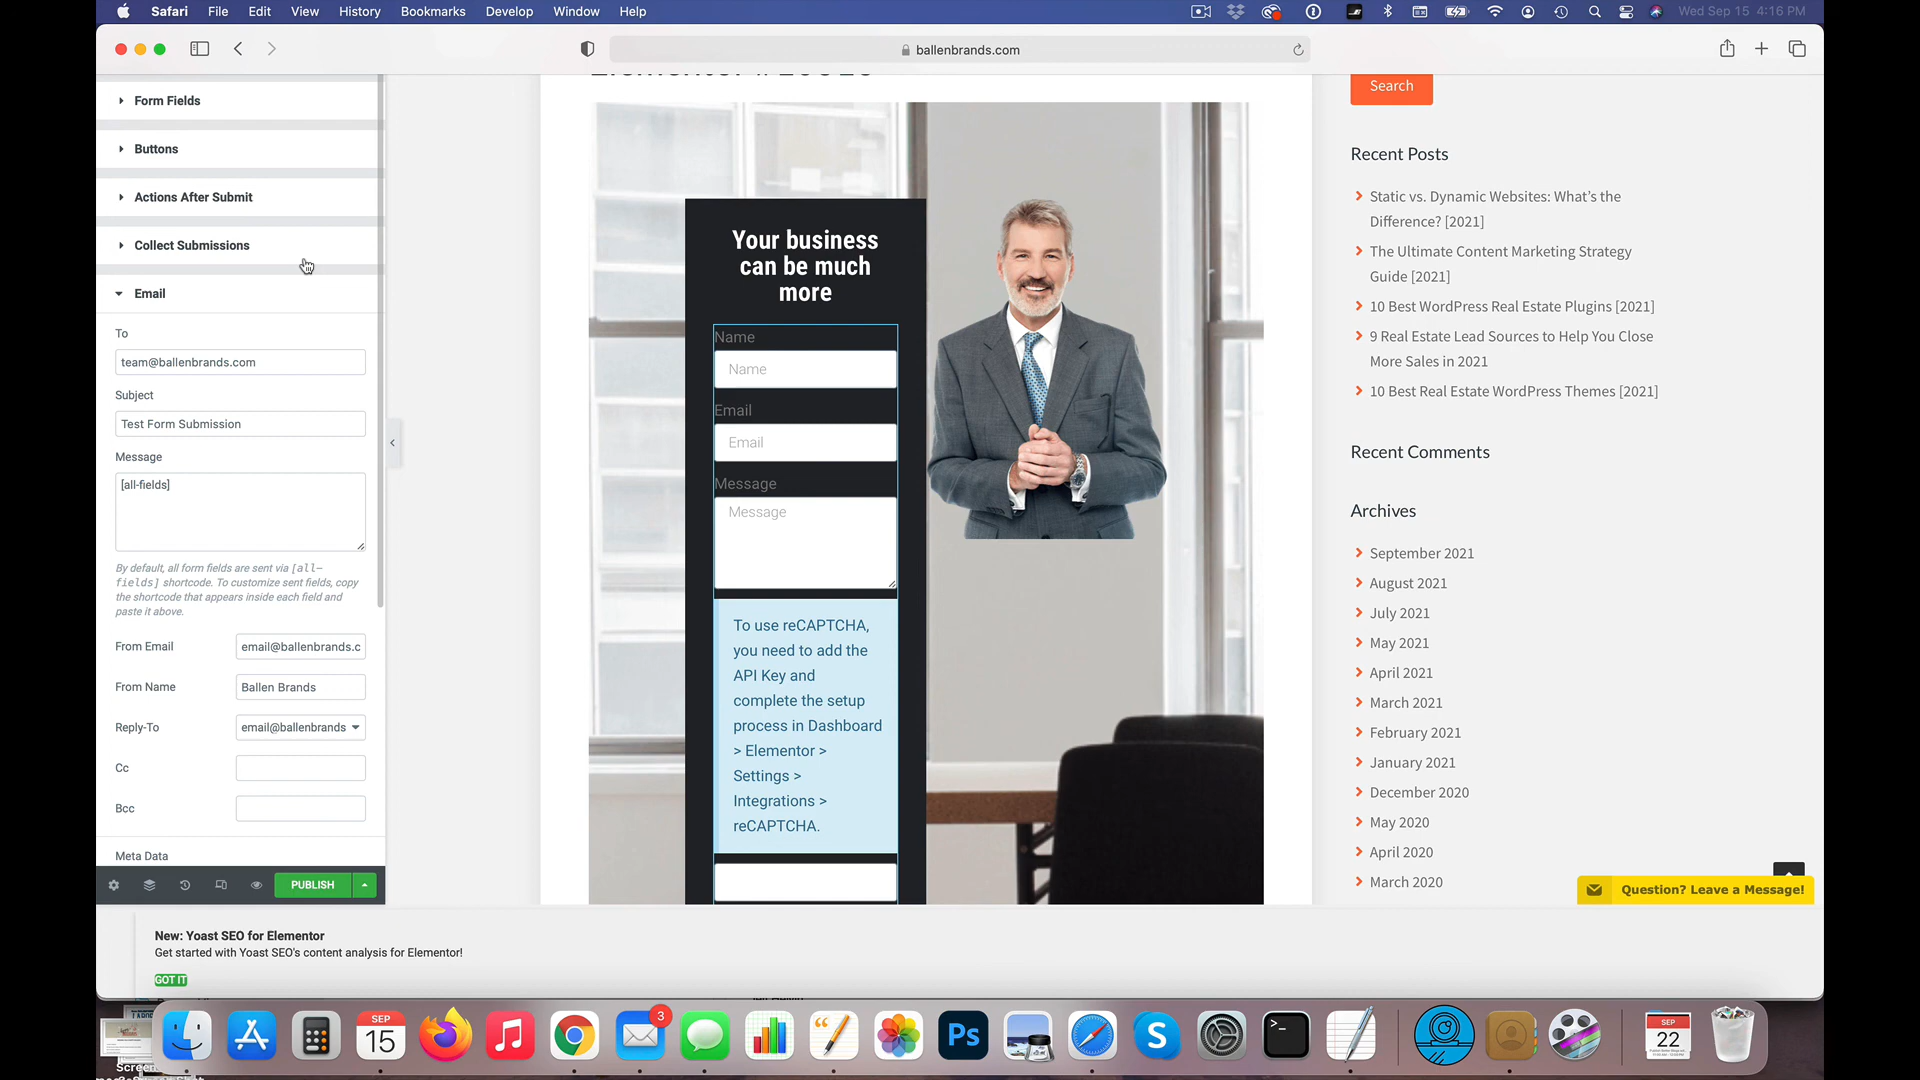 Safari File Edit View History Bookmarks Develop Window Help
Wed Sep 15 4:16 PM
ballenbrands.com
Form Fields
Buttons
Actions After Submit
Collect Submissions
Email
To
team@ballenbrands.com
Subject
Test Form Submission
Message
[all-fields]
By default, all form fields are sent via [all-
fields] shortcode. To customize sent fields, copy
the shortcode that appears inside each field and
paste it above.
From Email email@ballenbrands.c
From Name Ballen Brands
Reply-To email@ballenbrands
Cc
Bcc
Meta Data
PUBLISH
Your business
can be much
more
Name
Name
Email
Email
Message
Message
To use reCAPTCHA,
you need to add the
API Key and
complete the setup
process in Dashboard
> Elementor >
Settings >
Integrations >
reCAPTCHA.
Search
Recent Posts
Static vs. Dynamic Websites: What's the
Difference? [2021]
The Ultimate Content Marketing Strategy
Guide [2021]
10 Best WordPress Real Estate Plugins [2021]
9 Real Estate Lead Sources to Help You Close
More Sales in 2021
10 Best Real Estate WordPress Themes [2021]
Recent Comments
Archives
September 2021
August 2021
July 2021
May 2021
April 2021
March 2021
February 2021
January 2021
December 2020
May 2020
April 2020
March 2020
Question? Leave a Message!
New: Yoast SEO for Elementor
Get started with Yoast SEO's content analysis for Elementor!
GOT IT
SEP
15
3
Ps
S
>_
SEP
22
Screen